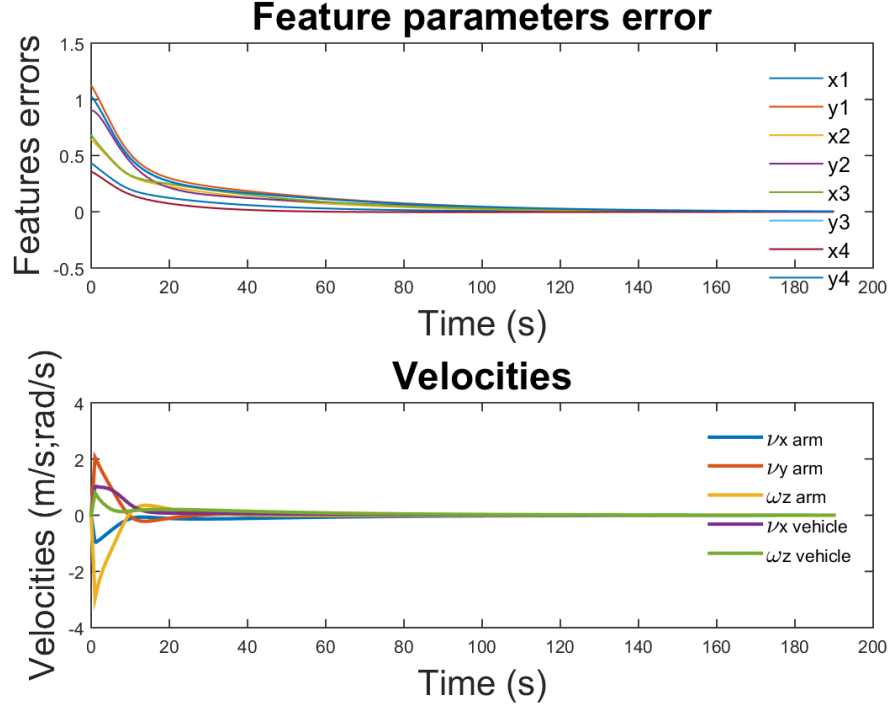 Feature parameters error
Features errors
1.5
1
0.5
0
-0.5
0 20 40 60 80 100 120 140 160 180 200
Time (s)
x1
y1
x2
y2
x3
y3
x4
y4
Velocities
Velocities (m/s;rad/s)
4
2
0
-2
-4
0 20 40 60 80 100 120 140 160 180 200
Time (s)
νx arm
νy arm
ωz arm
νx vehicle
ωz vehicle